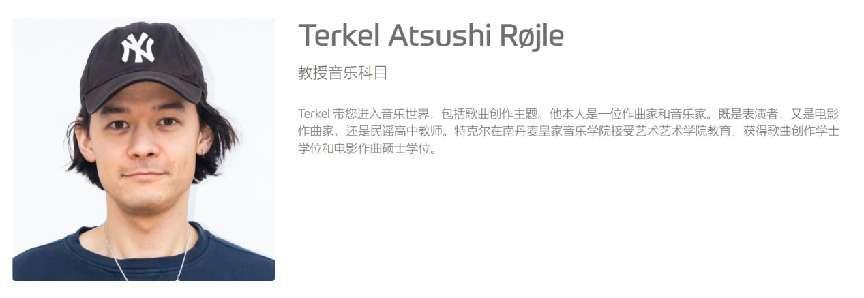 NY
Terkel Atsushi Røjle
教授音乐科目
Terkel 带您进入音乐世界，包括歌曲创作主题。他本人是一位作曲家和音乐家。既是表演者，又是电影
作曲家，还是民谣高中教师。特克尔在南丹麦皇家音乐学院接受艺术艺术学院教育，获得歌曲创作学士
学位和电影作曲硕士学位。